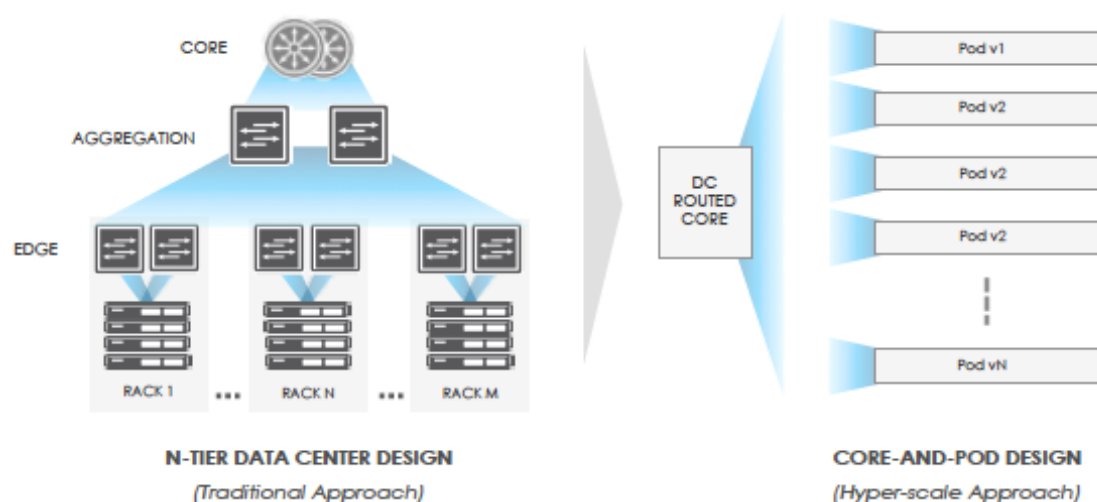 CORE
AGGREGATION
EDGE
RACK 1
RACK N
RACK M
N-TIER DATA CENTER DESIGN
(Traditional Approach)
DC
ROUTED
CORE
Pod v1
Pod v2
Pod v2
Pod v2
Pod vN
CORE-AND-POD DESIGN
(Hyper-scale Approach)